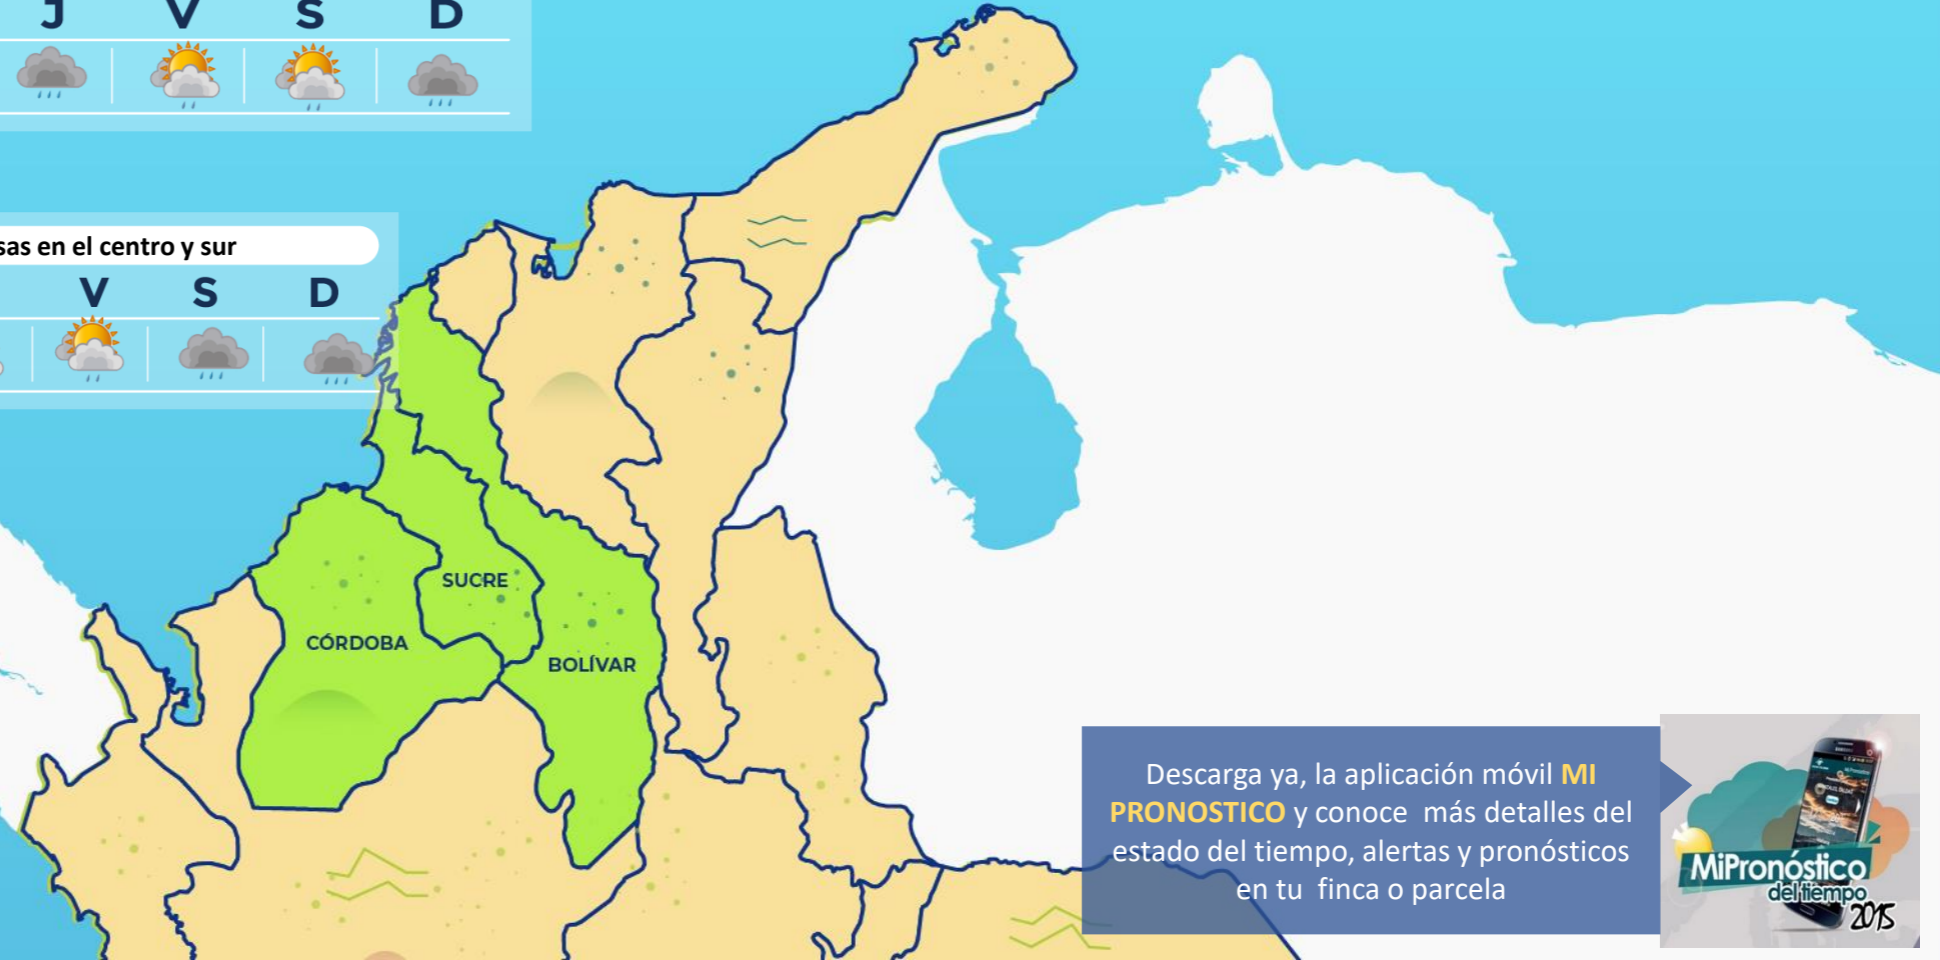 J V S D
sas en el centro y sur
V S D
SUCRE
CÓRDOBA
BOLÍVAR
Descarga ya, la aplicación móvil MI
PRONOSTICO y conoce más detalles del
estado del tiempo, alertas y pronósticos
en tu finca o parcela
MiPronóstico
del tiempo
2015